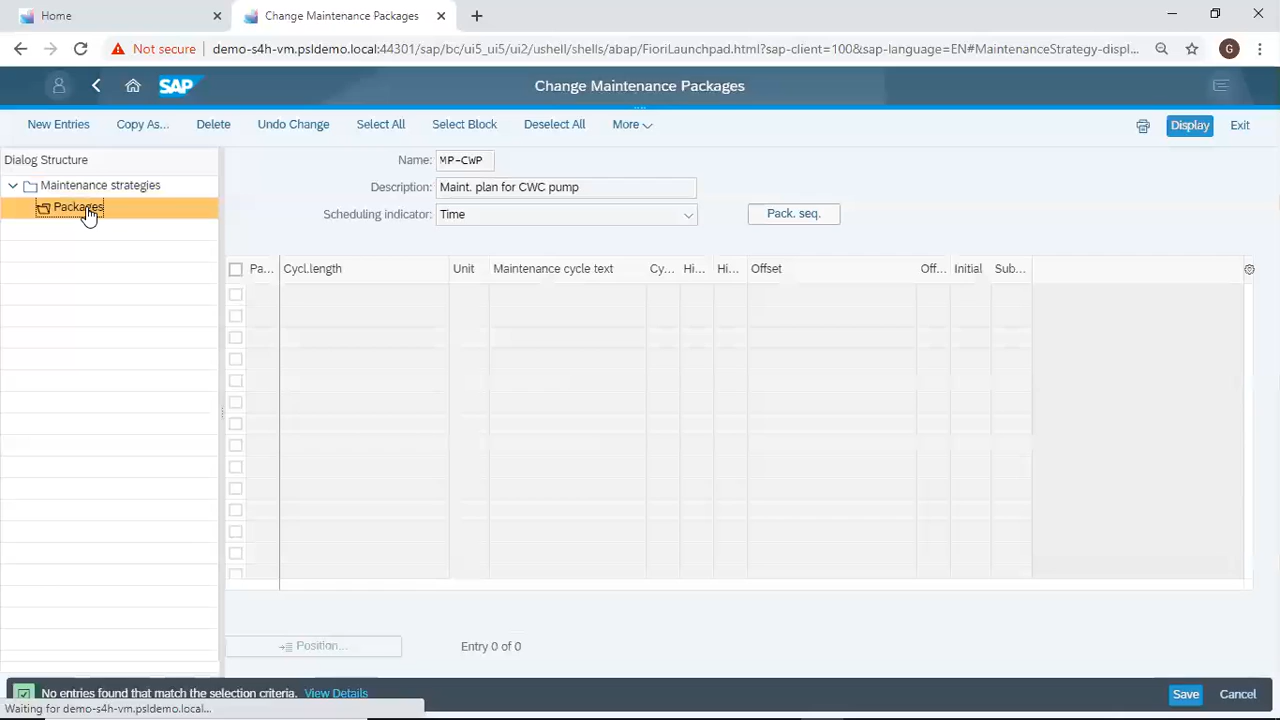 Home
Change Maintenance Packages
Not secure
demo-s4h-vm.psldemo.local:44301/sap/bc/ui5_ui5/ui2/ushell/shells/abap/FioriLaunchpad.html?sap-client=100&sap-language=EN#MaintenanceStrategy-displ...
G
SAP
Change Maintenance Packages
New Entries Copy As... Delete Undo Change Select All Select Block Deselect All More Display Exit
Dialog Structure
Maintenance strategies
Packages
Name: MP-CWP
Description: Maint. plan for CWC pump
Scheduling indicator: Time
Pack. seq.
Pa... Cycl.length Unit Maintenance cycle text Cy... Hi... Hi... Offset Off... Initial Sub...
Position...
Entry 0 of 0
No entries found that match the selection criteria. View Details
Save Cancel
Waiting for demo-s4h-vm.psldemo.local...